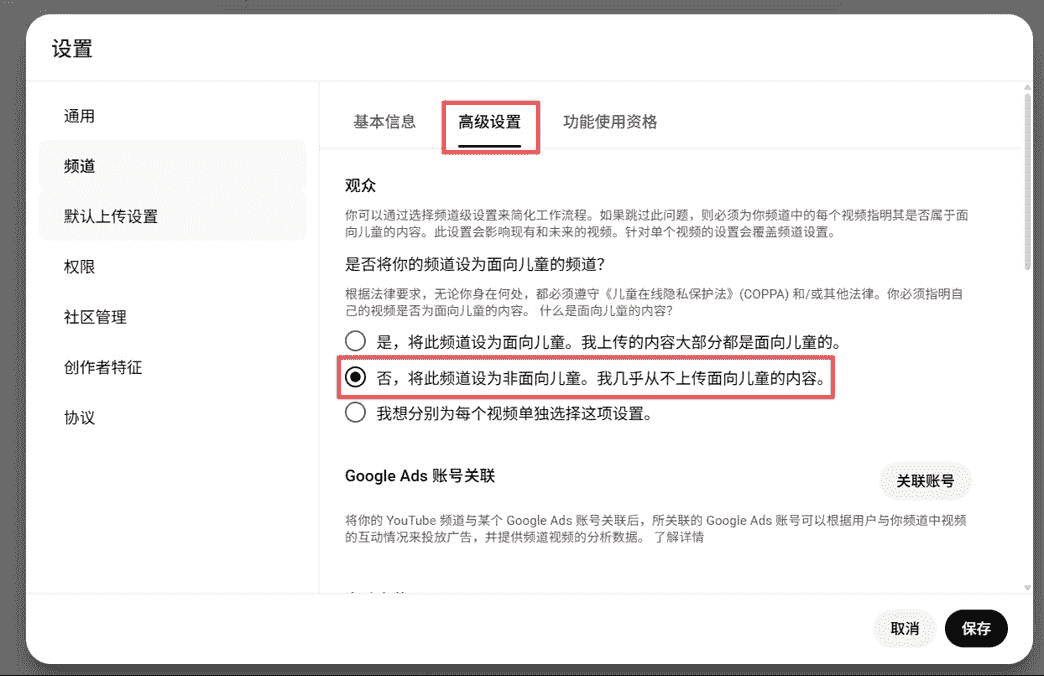 设置
通用
频道
默认上传设置
权限
社区管理
创作者特征
协议
基本信息
高级设置
功能使用资格
观众
你可以通过选择频道级设置来简化工作流程。如果跳过此问题，则必须为你频道中的每个视频指明其是否属于面
向儿童的内容。此设置会影响现有和未来的视频。针对单个视频的设置会覆盖频道设置。
是否将你的频道设为面向儿童的频道？
根据法律要求，无论你身在何处，都必须遵守《儿童在线隐私保护法》(COPPA) 和/或其他法律。你必须指明自
己的视频是否为面向儿童的内容。 什么是面向儿童的内容？
是，将此频道设为面向儿童。我上传的内容大部分都是面向儿童的。
否，将此频道设为非面向儿童。我几乎从不上传面向儿童的内容。
我想分别为每个视频单独选择这项设置。
Google Ads 账号关联
关联账号
将你的 YouTube 频道与某个 Google Ads 账号关联后，所关联的 Google Ads 账号可以根据用户与你频道中视频
的互动情况来投放广告，并提供频道视频的分析数据。 了解详情
取消
保存